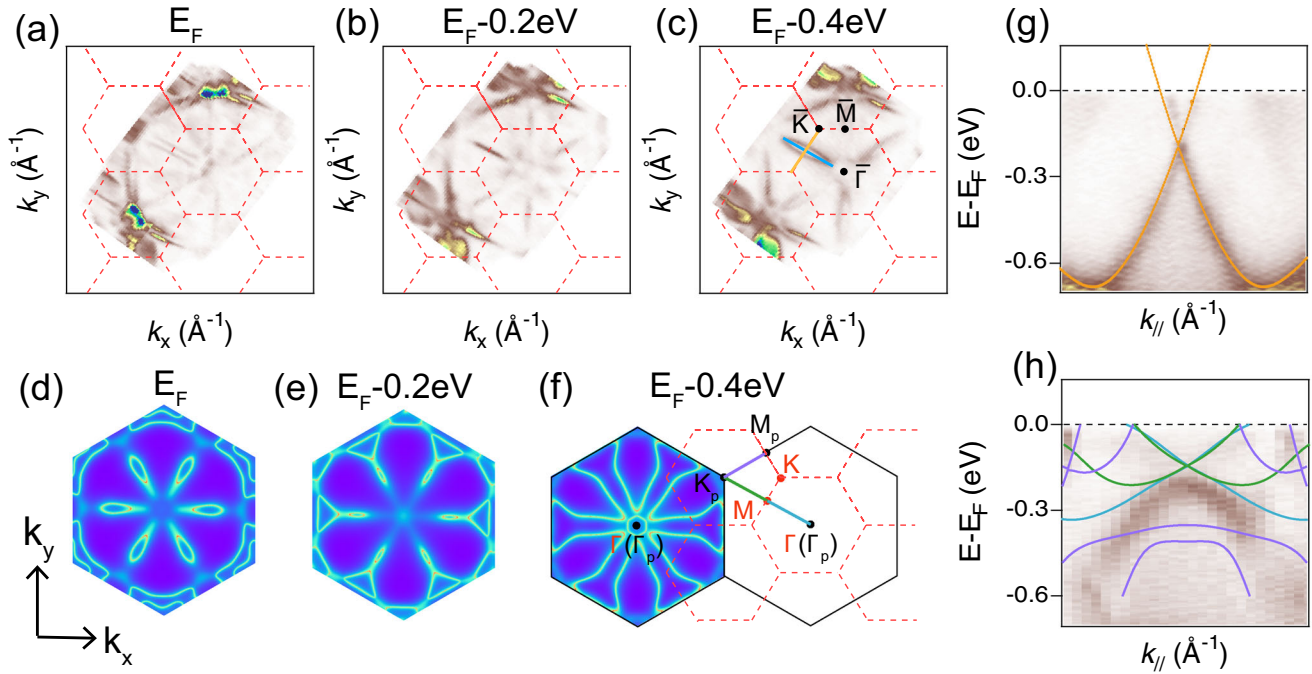 (a)
E_F
(b)
E_F-0.2eV
(c)
E_F-0.4eV
(g)
k_y (Å⁻¹)
k_y (Å⁻¹)
k_y (Å⁻¹)
K̅
M̅
Γ̅
k_x (Å⁻¹)
k_x (Å⁻¹)
k_x (Å⁻¹)
E-E_F (eV)
0.0
-0.3
-0.6
k_// (Å⁻¹)
(d)
E_F
(e)
E_F-0.2eV
(f)
E_F-0.4eV
(h)
k_y
k_x
M_p
K_p
K
M
Γ(Γ_p)
Γ(Γ_p)
E-E_F (eV)
0.0
-0.3
-0.6
k_// (Å⁻¹)